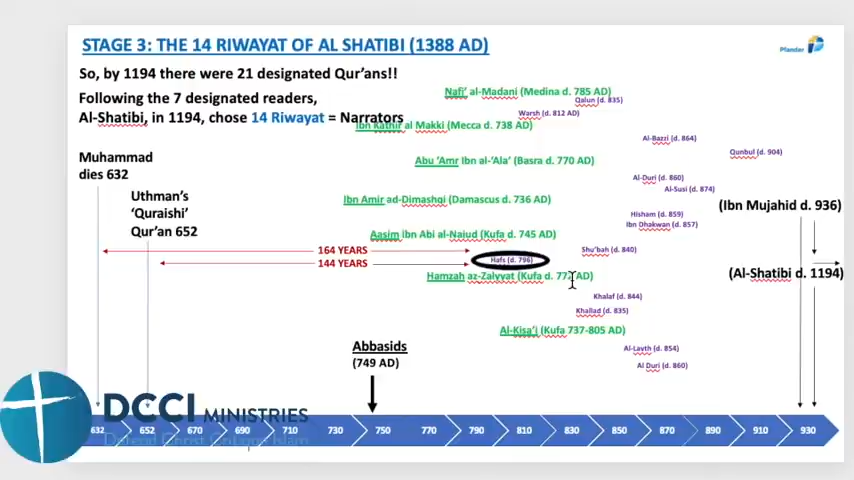 STAGE 3: THE 14 RIWAYAT OF AL SHATIBI (1388 AD)
Plander
So, by 1194 there were 21 designated Qur'ans!!
Following the 7 designated readers,
Al-Shatibi, in 1194, chose 14 Riwayat = Narrators
Nafi' al-Madani (Medina d. 785 AD)
Qalun (d. 835)
Warsh (d. 812 AD)
Ibn Kathir al Makki (Mecca d. 738 AD)
Al-Bazzi (d. 864)
Qunbul (d. 904)
Muhammad
dies 632
Abu 'Amr Ibn al-'Ala' (Basra d. 770 AD)
Al-Duri (d. 860)
Al-Susi (d. 874)
Uthman's
'Quraishi'
Qur'an 652
Ibn Amir ad-Dimashqi (Damascus d. 736 AD)
Hisham (d. 859)
Ibn Dhakwan (d. 857)
(Ibn Mujahid d. 936)
Aasim ibn Abi al-Najud (Kufa d. 745 AD)
Shu'bah (d. 840)
164 YEARS
Hafs (d. 796)
144 YEARS
Hamzah az-Zaiyyat (Kufa d. 772 AD)
(Al-Shatibi d. 1194)
Khalaf (d. 844)
Khallad (d. 835)
Al-Kisa'i (Kufa 737-805 AD)
Al-Layth (d. 854)
Al Duri (d. 860)
Abbasids
(749 AD)
DCCI MINISTRIES
632 652 670 690 710 730 750 770 790 810 830 850 870 890 910 930